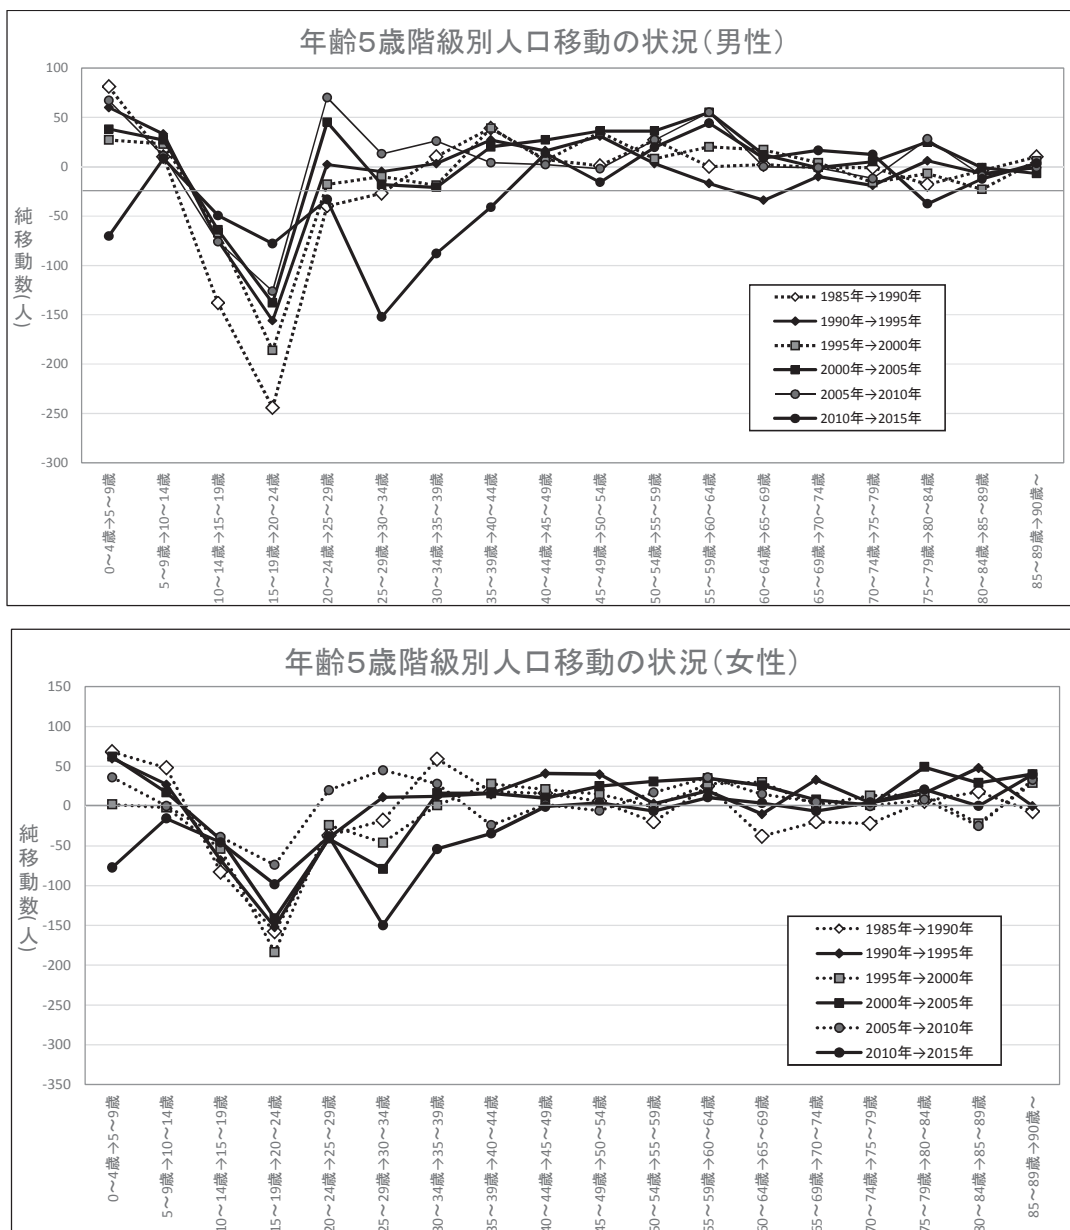 年齢5歳階級別人口移動の状況(男性)
100
50
0
-50
-100
-150
-200
-250
-300
純移動数(人)
1985年→1990年
1990年→1995年
1995年→2000年
2000年→2005年
2005年→2010年
2010年→2015年
0～4歳→5～9歳
5～9歳→10～14歳
10～14歳→15～19歳
15～19歳→20～24歳
20～24歳→25～29歳
25～29歳→30～34歳
30～34歳→35～39歳
35～39歳→40～44歳
40～44歳→45～49歳
45～49歳→50～54歳
50～54歳→55～59歳
55～59歳→60～64歳
60～64歳→65～69歳
65～69歳→70～74歳
70～74歳→75～79歳
75～79歳→80～84歳
80～84歳→85～89歳
85～89歳→90歳～
年齢5歳階級別人口移動の状況(女性)
150
100
50
0
-50
-100
-150
-200
-250
-300
-350
純移動数(人)
1985年→1990年
1990年→1995年
1995年→2000年
2000年→2005年
2005年→2010年
2010年→2015年
0～4歳→5～9歳
5～9歳→10～14歳
10～14歳→15～19歳
15～19歳→20～24歳
20～24歳→25～29歳
25～29歳→30～34歳
30～34歳→35～39歳
35～39歳→40～44歳
40～44歳→45～49歳
45～49歳→50～54歳
50～54歳→55～59歳
55～59歳→60～64歳
60～64歳→65～69歳
65～69歳→70～74歳
70～74歳→75～79歳
75～79歳→80～84歳
80～84歳→85～89歳
85～89歳→90歳～